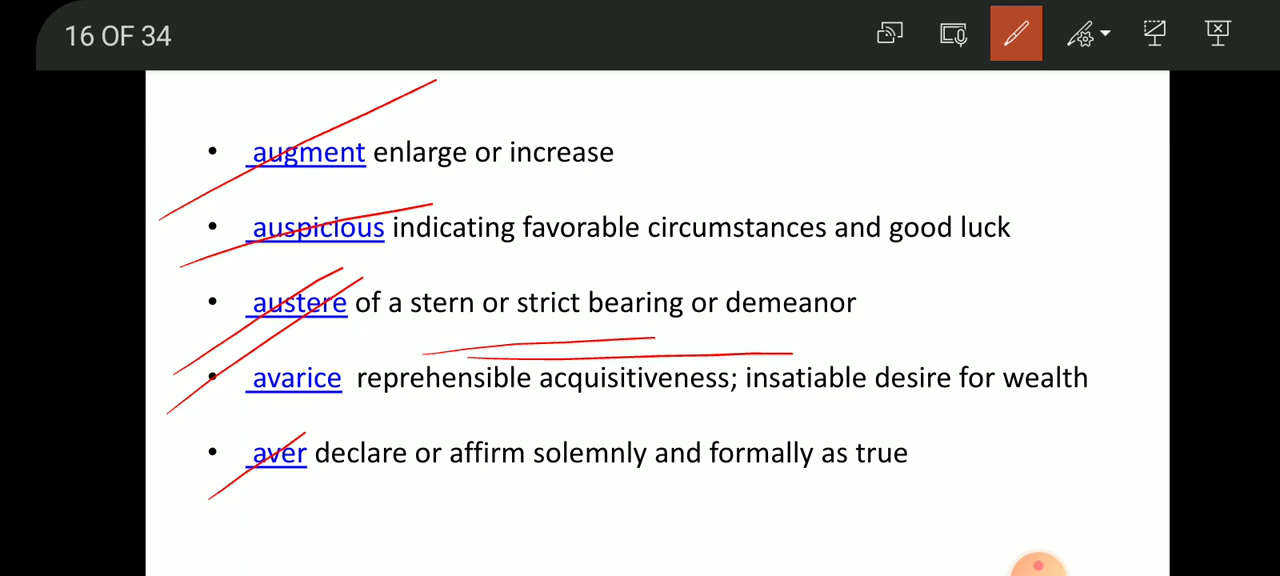 16 OF 34
• augment enlarge or increase
• auspicious indicating favorable circumstances and good luck
• austere of a stern or strict bearing or demeanor
• avarice reprehensible acquisitiveness; insatiable desire for wealth
• aver declare or affirm solemnly and formally as true